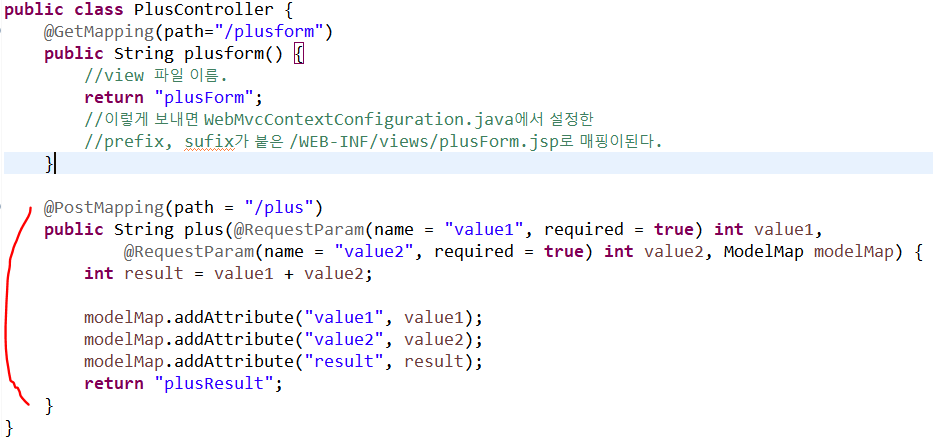 public class PlusController {
@GetMapping(path="/plusform")
public String plusform() {
//view 파일 이름.
return "plusForm";
//이렇게 보내면 WebMvcContextConfiguration.java에서 설정한
//prefix, sufix가 붙은 /WEB-INF/views/plusForm.jsp로 매핑이된다.
}
@PostMapping(path = "/plus")
public String plus(@RequestParam(name = "value1", required = true) int value1,
@RequestParam(name = "value2", required = true) int value2, ModelMap modelMap) {
int result = value1 + value2;
modelMap.addAttribute("value1", value1);
modelMap.addAttribute("value2", value2);
modelMap.addAttribute("result", result);
return "plusResult";
}
}